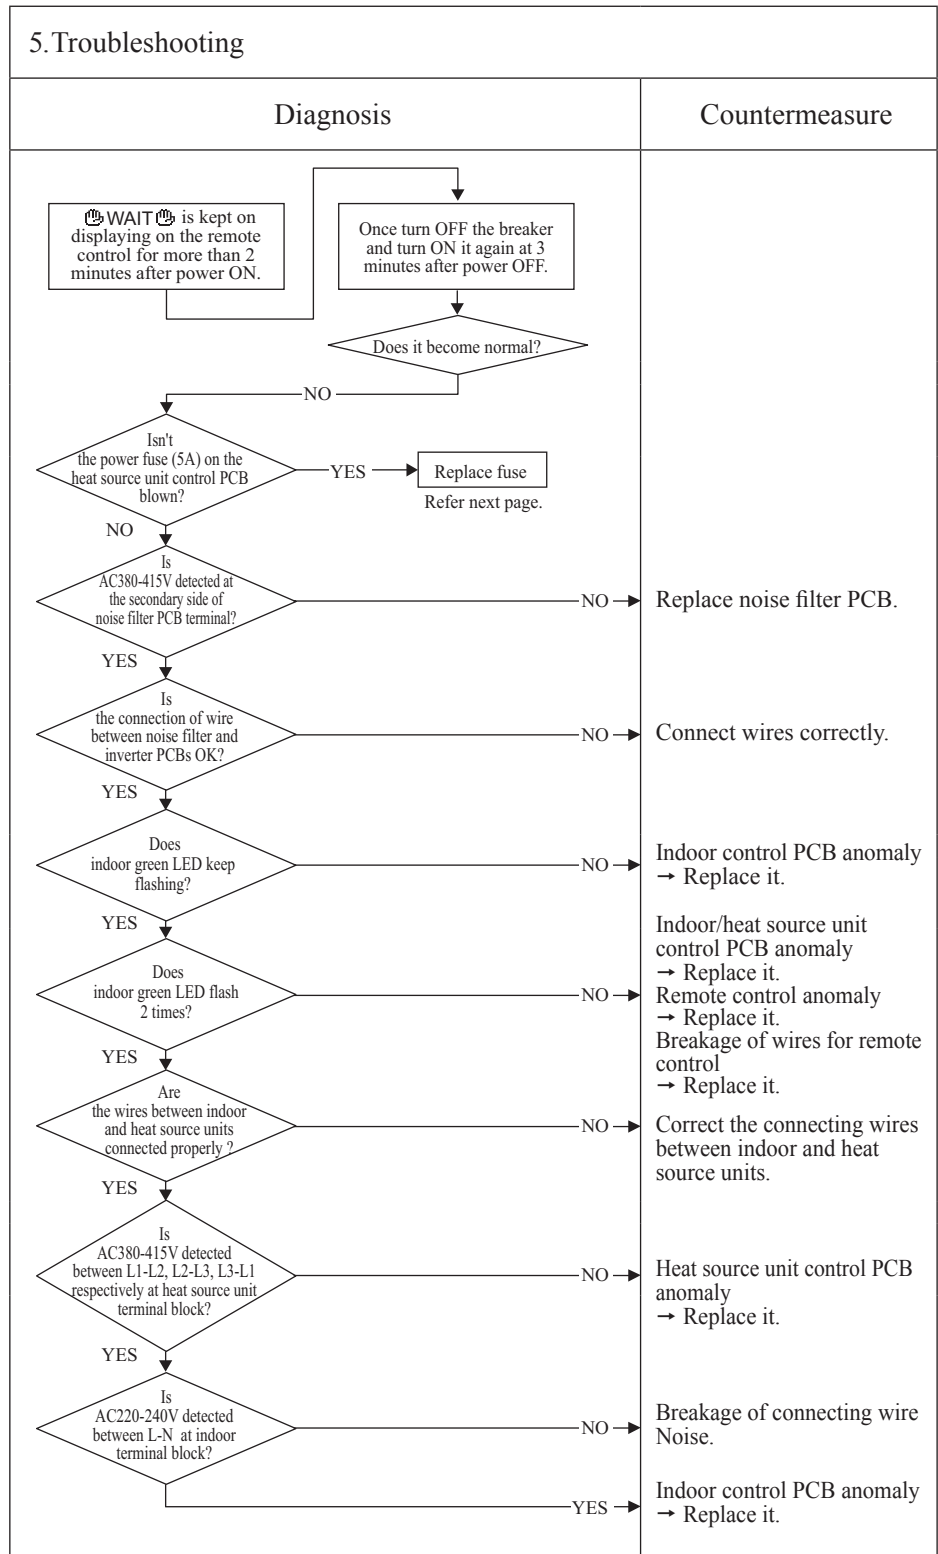 5.Troubleshooting
Diagnosis
Countermeasure
WAIT is kept on
displaying on the remote
control for more than 2
minutes after power ON.
Once turn OFF the breaker
and turn ON it again at 3
minutes after power OFF.
Does it become normal?
NO
Isn't
the power fuse (5A) on the
heat source unit control PCB
blown?
YES
Replace fuse
Refer next page.
NO
Is
AC380-415V detected at
the secondary side of
noise filter PCB terminal?
NO
Replace noise filter PCB.
YES
Is
the connection of wire
between noise filter and
inverter PCBs OK?
NO
Connect wires correctly.
YES
Does
indoor green LED keep
flashing?
NO
Indoor control PCB anomaly
→ Replace it.
YES
Does
indoor green LED flash
2 times?
NO
Indoor/heat source unit
control PCB anomaly
→ Replace it.
Remote control anomaly
→ Replace it.
Breakage of wires for remote
control
→ Replace it.
YES
Are
the wires between indoor
and heat source units
connected properly ?
NO
Correct the connecting wires
between indoor and heat
source units.
YES
Is
AC380-415V detected
between L1-L2, L2-L3, L3-L1
respectively at heat source unit
terminal block?
NO
Heat source unit control PCB
anomaly
→ Replace it.
YES
Is
AC220-240V detected
between L-N at indoor
terminal block?
NO
Breakage of connecting wire
Noise.
YES
Indoor control PCB anomaly
→ Replace it.